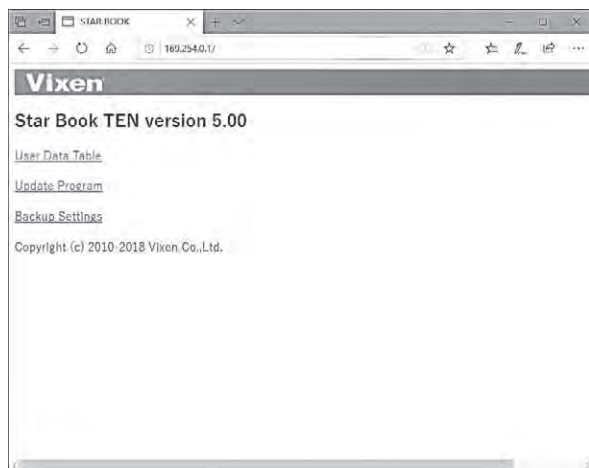 STAR BOOK
169.254.0.1/
Vixen
Star Book TEN version 5.00
User Data Table
Update Program
Backup Settings
Copyright (c) 2010-2018 Vixen Co.,Ltd.